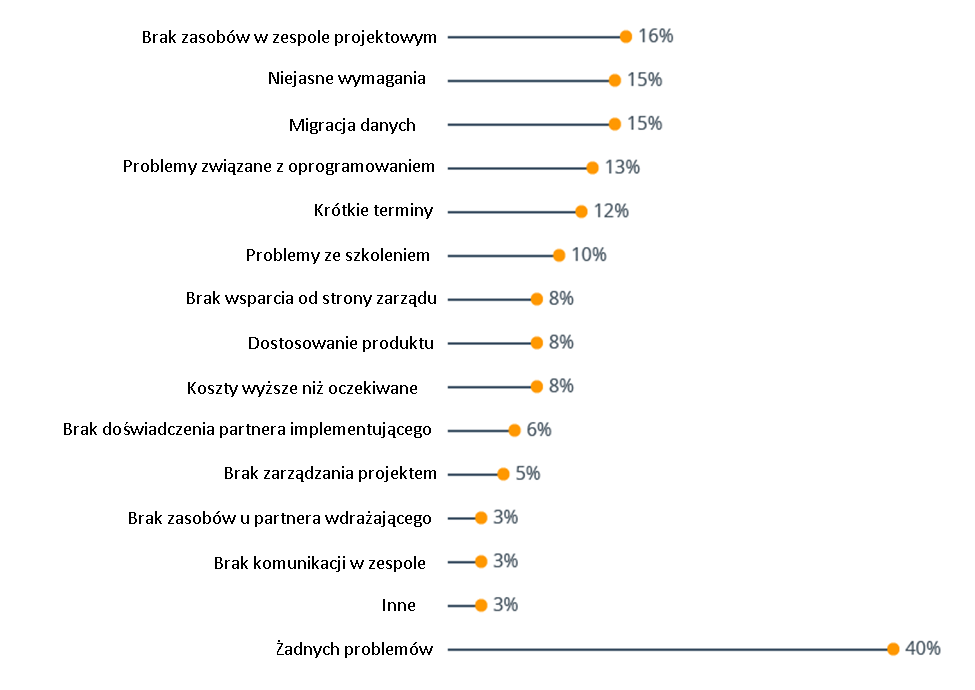 Brak zasobów w zespole projektowym 16%
Niejasne wymagania 15%
Migracja danych 15%
Problemy związane z oprogramowaniem 13%
Krótkie terminy 12%
Problemy ze szkoleniem 10%
Brak wsparcia od strony zarządu 8%
Dostosowanie produktu 8%
Koszty wyższe niż oczekiwane 8%
Brak doświadczenia partnera implementującego 6%
Brak zarządzania projektem 5%
Brak zasobów u partnera wdrażającego 3%
Brak komunikacji w zespole 3%
Inne 3%
Żadnych problemów 40%